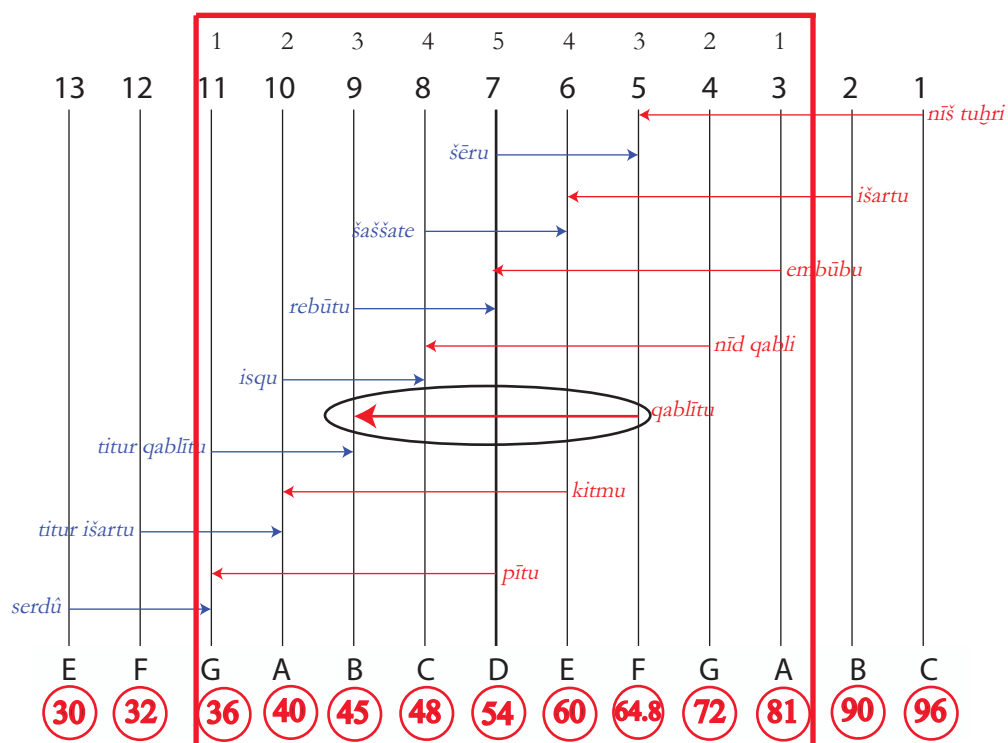 1 2 3 4 5 4 3 2 1
13 12 11 10 9 8 7 6 5 4 3 2 1
nīš tuḫri
šēru
išartu
šaššate
embūbu
rebūtu
nīd qabli
isqu
qablītu
titur qablītu
kitmu
titur išartu
pītu
serdû
E F G A B C D E F G A B C
30 32 36 40 45 48 54 60 64.8 72 81 90 96